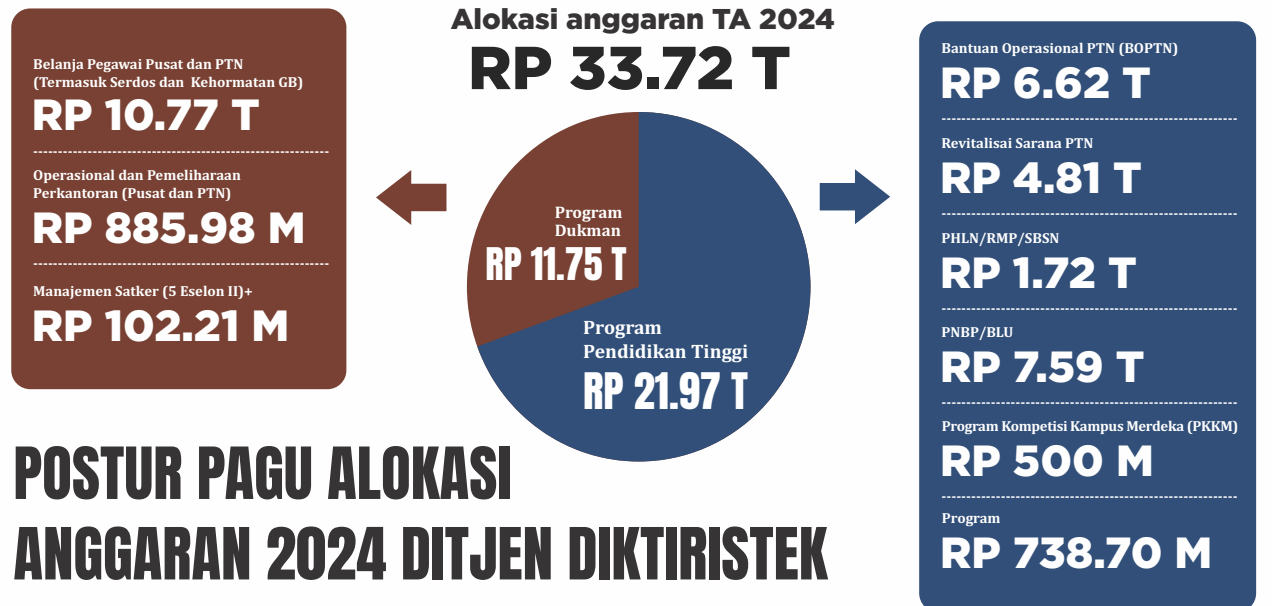 Alokasi anggaran TA 2024
RP 33.72 T
Belanja Pegawai Pusat dan PTN
(Termasuk Serdos dan Kehormatan GB)
RP 10.77 T
Operasional dan Pemeliharaan
Perkantoran (Pusat dan PTN)
RP 885.98 M
Manajemen Satker (5 Eselon II)+
RP 102.21 M
Program
Dukman
RP 11.75 T
Program
Pendidikan Tinggi
RP 21.97 T
Bantuan Operasional PTN (BOPTN)
RP 6.62 T
Revitalisai Sarana PTN
RP 4.81 T
PHLN/RMP/SBSN
RP 1.72 T
PNBP/BLU
RP 7.59 T
Program Kompetisi Kampus Merdeka (PKKM)
RP 500 M
Program
RP 738.70 M
POSTUR PAGU ALOKASI
ANGGARAN 2024 DITJEN DIKTIRISTEK